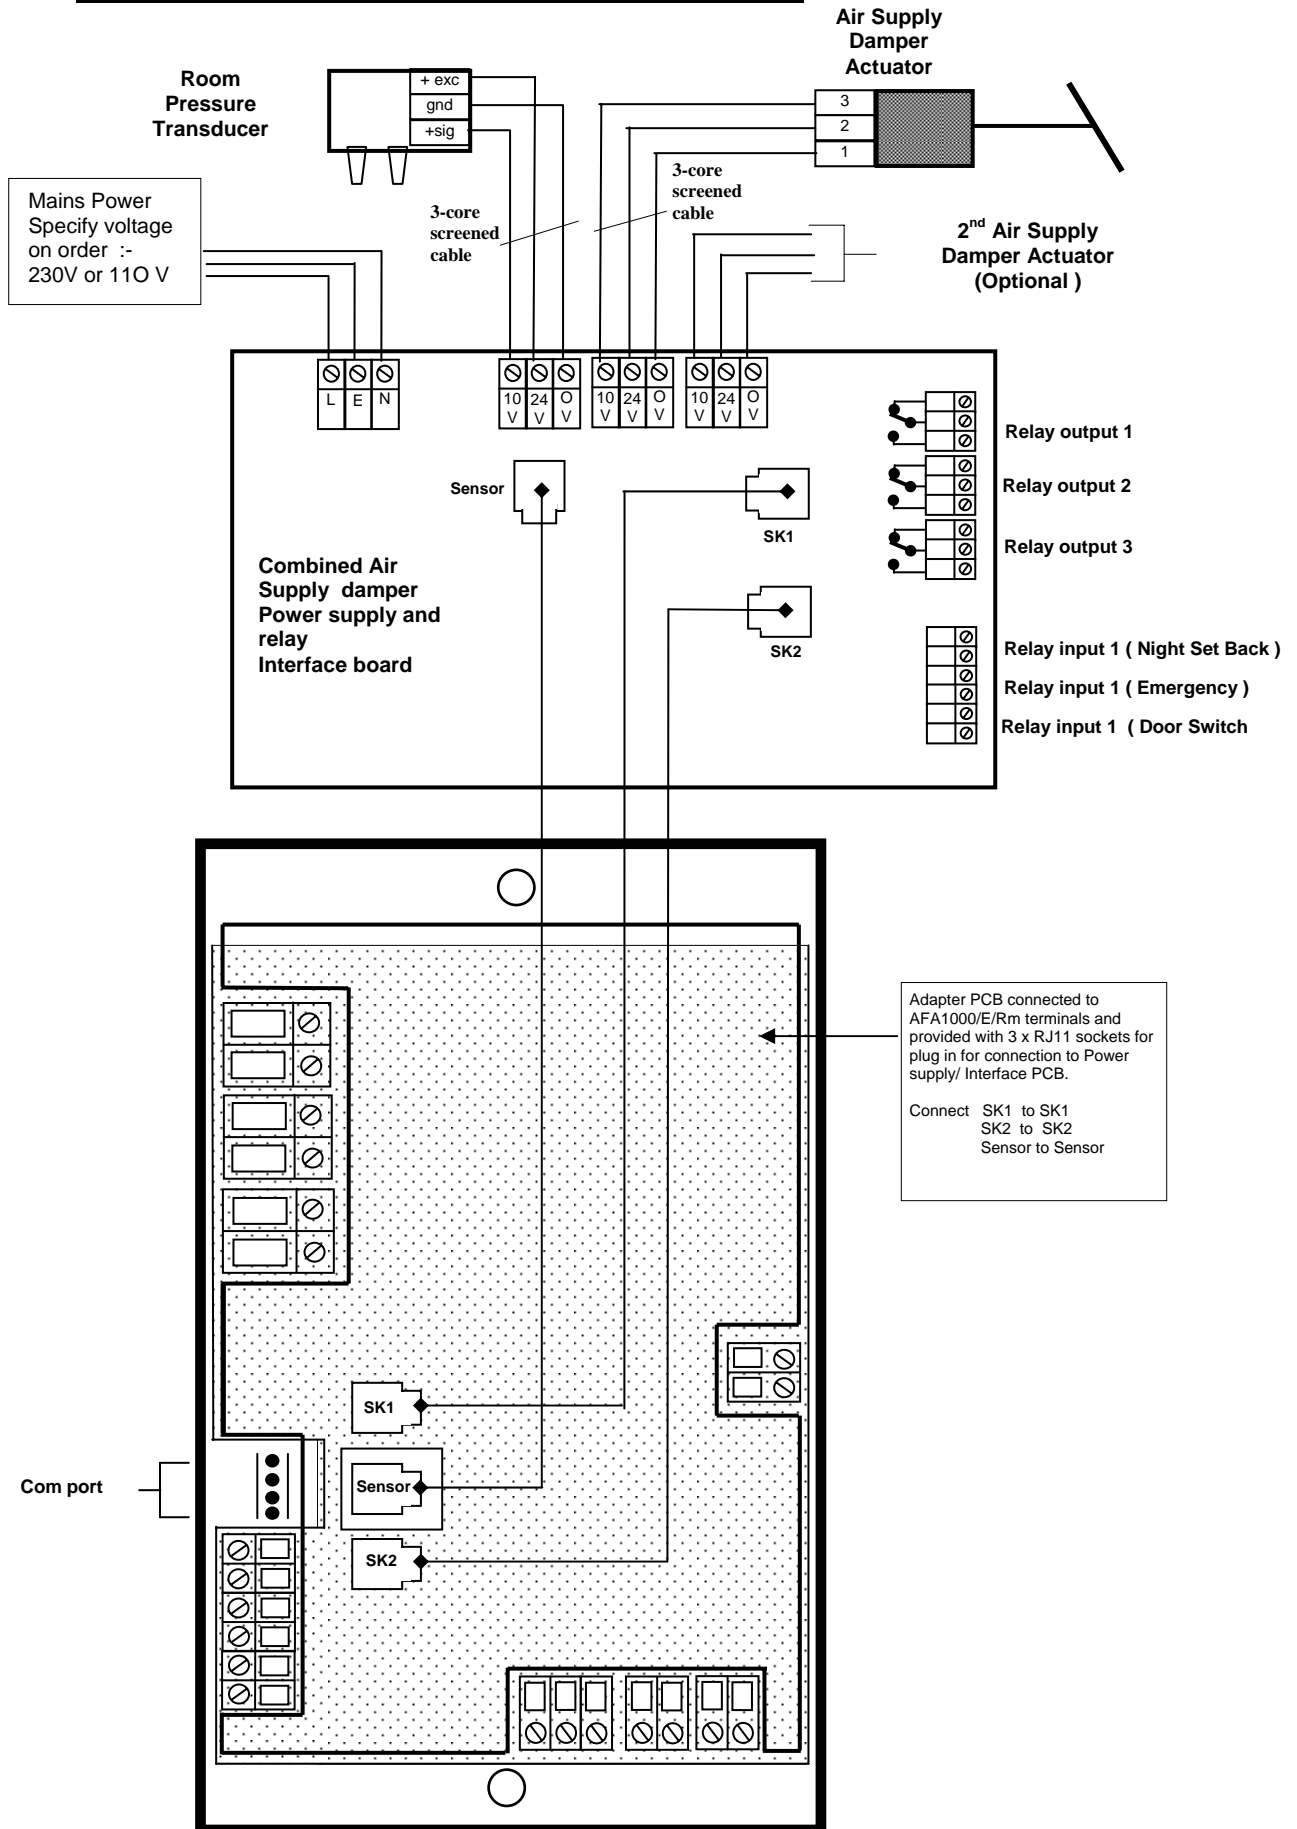 Air Supply
Damper
Actuator
Room
Pressure
Transducer
+ exc
gnd
+sig
3
2
1
Mains Power
Specify voltage
on order :-
230V or 11O V
3-core
screened
cable
3-core
screened
cable
2nd Air Supply
Damper Actuator
(Optional )
L
E
N
10
V
24
V
O
V
10
V
24
V
O
V
10
V
24
V
O
V
Relay output 1
Relay output 2
Relay output 3
Sensor
SK1
SK2
Combined Air
Supply damper
Power supply and
relay
Interface board
Relay input 1 ( Night Set Back )
Relay input 1 ( Emergency )
Relay input 1 ( Door Switch
Adapter PCB connected to
AFA1000/E/Rm terminals and
provided with 3 x RJ11 sockets for
plug in for connection to Power
supply/ Interface PCB.
Connect SK1 to SK1
SK2 to SK2
Sensor to Sensor
SK1
Sensor
SK2
Com port